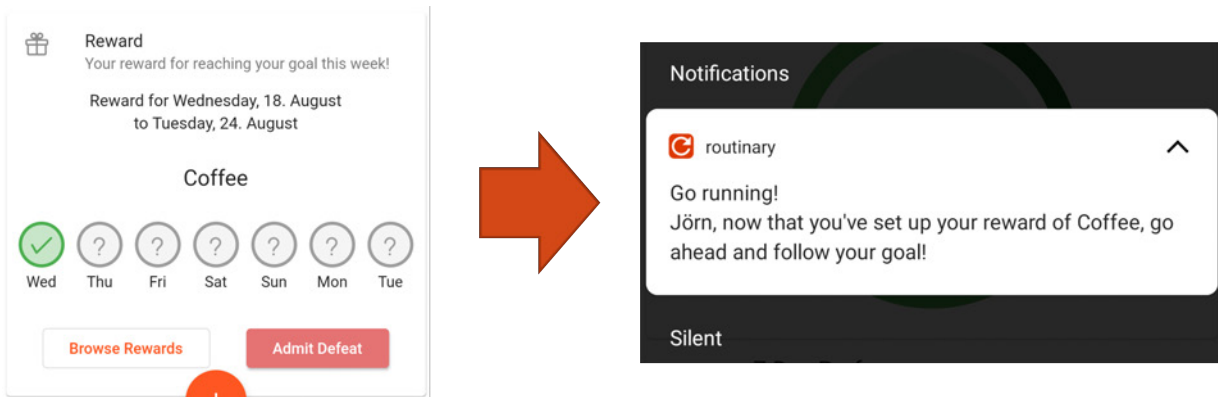 Reward
Your reward for reaching your goal this week!
Reward for Wednesday, 18. August
to Tuesday, 24. August
Coffee
? ? ? ? ? ?
Wed Thu Fri Sat Sun Mon Tue
Browse Rewards Admit Defeat
Notifications
routinary
Go running!
Jörn, now that you've set up your reward of Coffee, go
ahead and follow your goal!
Silent